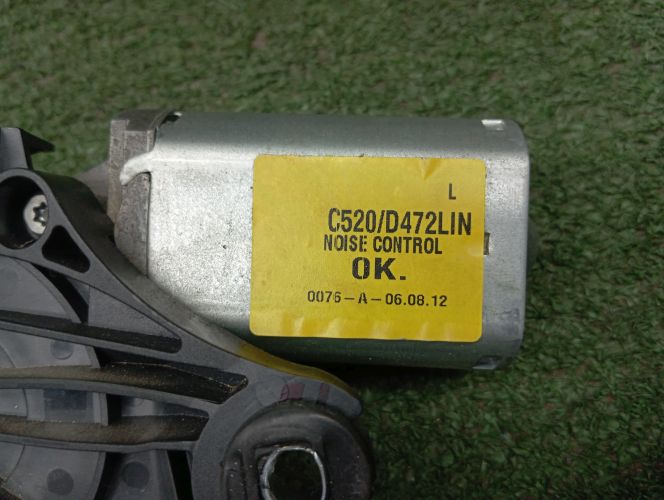 L
C520/D472LIN
NOISE CONTROL
OK.
0076-A-06.08.12